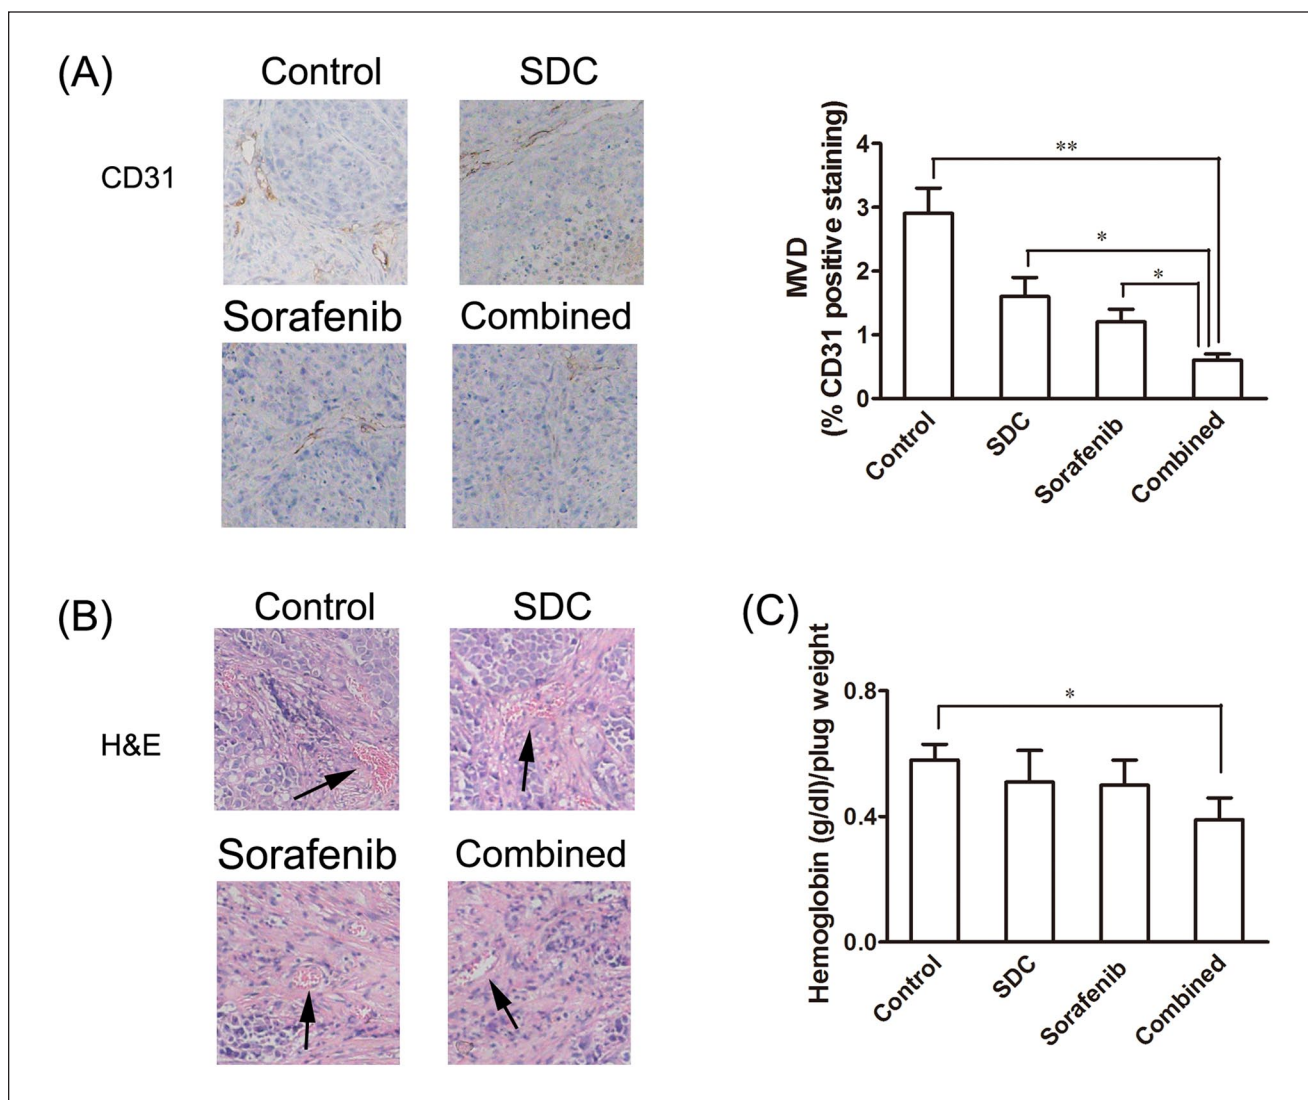 (A)
Control
SDC
CD31
Sorafenib
Combined
MVD
(% CD31 positive staining)
4
3
2
1
0
**
*
*
Control
SDC
Sorafenib
Combined
(B)
Control
SDC
H&E
Sorafenib
Combined
(C)
Hemoglobin (g/dl)/plug weight
0.8
0.4
0.0
*
Control
SDC
Sorafenib
Combined